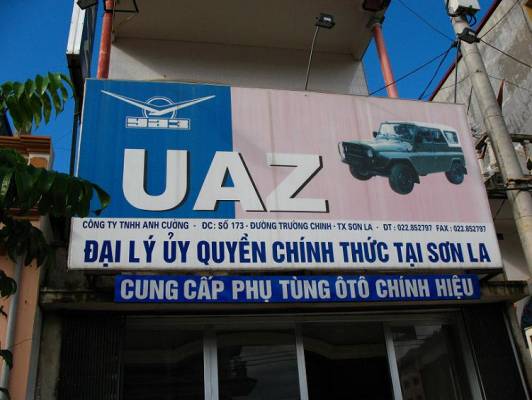 УАЗ
UAZ
CÔNG TY TNHH ANH CƯỜNG - ĐC: SỐ 173 - ĐƯỜNG TRƯỜNG CHINH - TX SƠN LA - ĐT : 022.852797 FAX : 022.852797
ĐẠI LÝ ỦY QUYỀN CHÍNH THỨC TẠI SƠN LA
CUNG CẤP PHỤ TÙNG ÔTÔ CHÍNH HIỆU